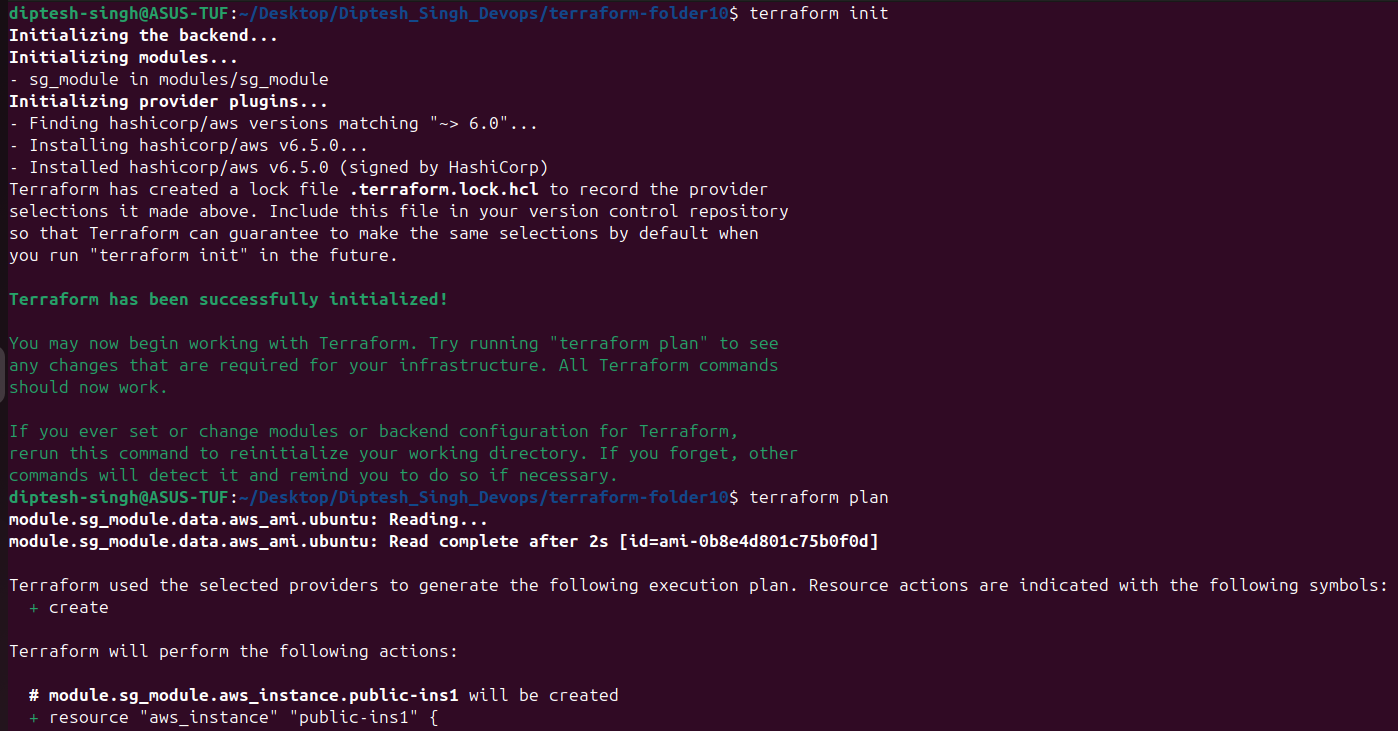 diptesh-singh@ASUS-TUF:~/Desktop/Diptesh_Singh_Devops/terraform-folder10$ terraform init
Initializing the backend...
Initializing modules...
- sg_module in modules/sg_module
Initializing provider plugins...
- Finding hashicorp/aws versions matching "~> 6.0"...
- Installing hashicorp/aws v6.5.0...
- Installed hashicorp/aws v6.5.0 (signed by HashiCorp)
Terraform has created a lock file .terraform.lock.hcl to record the provider
selections it made above. Include this file in your version control repository
so that Terraform can guarantee to make the same selections by default when
you run "terraform init" in the future.

Terraform has been successfully initialized!

You may now begin working with Terraform. Try running "terraform plan" to see
any changes that are required for your infrastructure. All Terraform commands
should now work.

If you ever set or change modules or backend configuration for Terraform,
rerun this command to reinitialize your working directory. If you forget, other
commands will detect it and remind you to do so if necessary.
diptesh-singh@ASUS-TUF:~/Desktop/Diptesh_Singh_Devops/terraform-folder10$ terraform plan
module.sg_module.data.aws_ami.ubuntu: Reading...
module.sg_module.data.aws_ami.ubuntu: Read complete after 2s [id=ami-0b8e4d801c75b0f0d]

Terraform used the selected providers to generate the following execution plan. Resource actions are indicated with the following symbols:
  + create

Terraform will perform the following actions:

  # module.sg_module.aws_instance.public-ins1 will be created
  + resource "aws_instance" "public-ins1" {